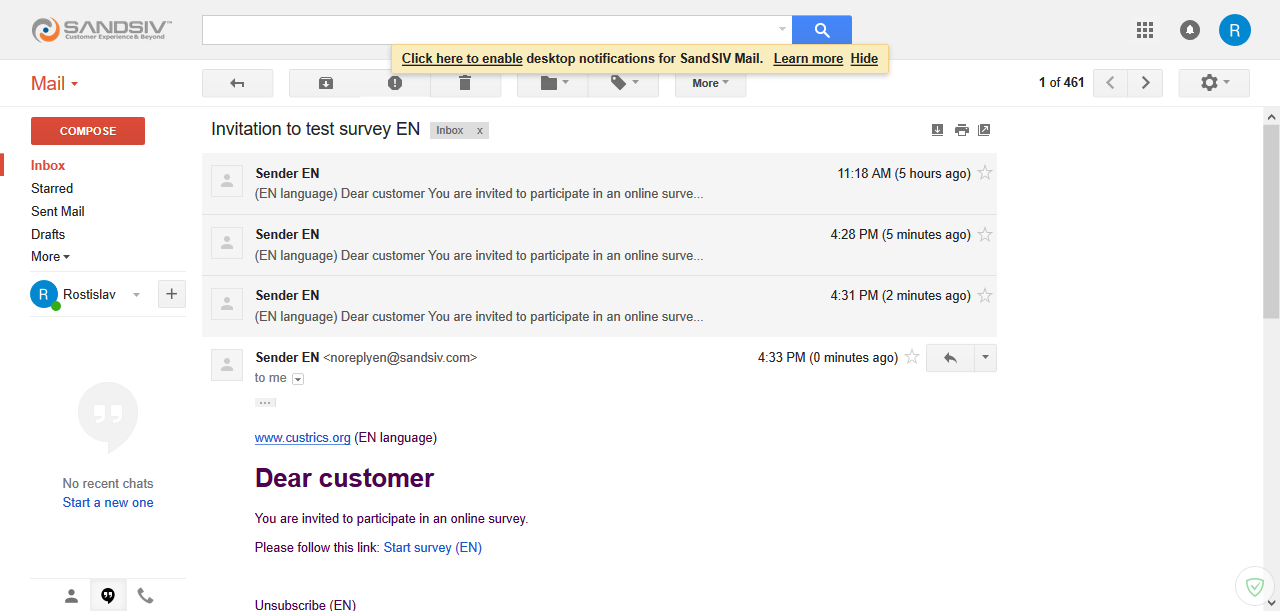 SANDSIV™
Customer Experience & Beyond
R
Click here to enable desktop notifications for SandSIV Mail. Learn more Hide
Mail
More
1 of 461
COMPOSE
Inbox
Starred
Sent Mail
Drafts
More
R Rostislav +
No recent chats
Start a new one
Invitation to test survey EN Inbox x
Sender EN 11:18 AM (5 hours ago)
(EN language) Dear customer You are invited to participate in an online surve...
Sender EN 4:28 PM (5 minutes ago)
(EN language) Dear customer You are invited to participate in an online surve...
Sender EN 4:31 PM (2 minutes ago)
(EN language) Dear customer You are invited to participate in an online surve...
Sender EN <noreplyen@sandsiv.com> 4:33 PM (0 minutes ago)
to me
...
www.custrics.org (EN language)
Dear customer
You are invited to participate in an online survey.
Please follow this link: Start survey (EN)
Unsubscribe (EN)